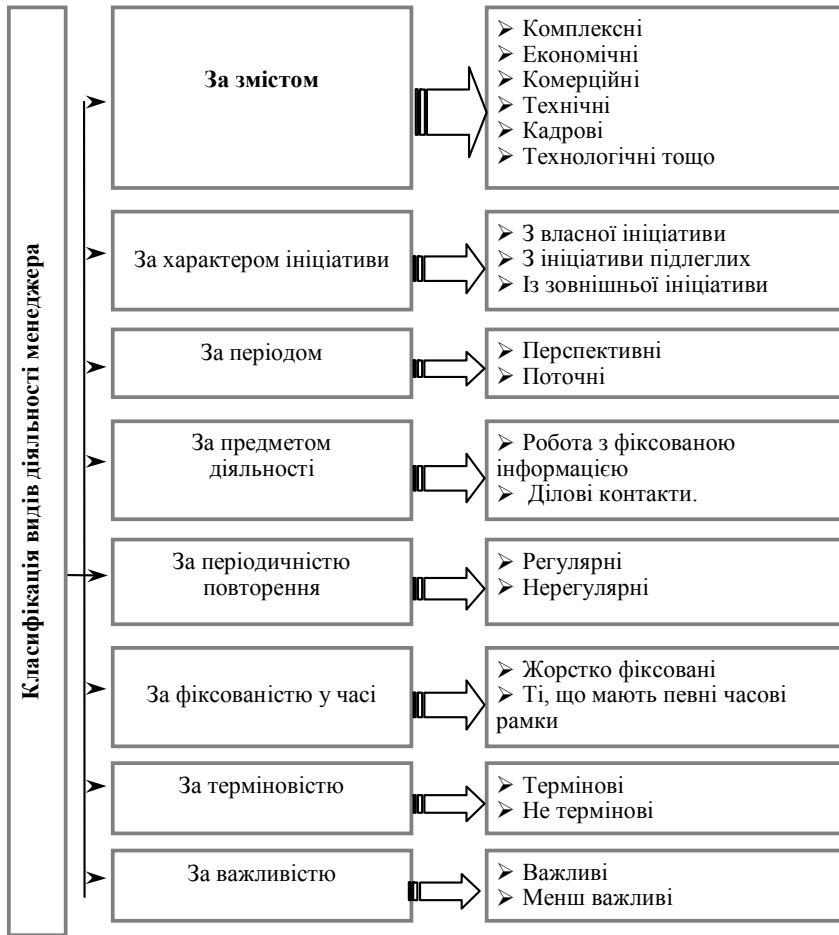 Класифікація видів діяльності менеджера
За змістом
➢ Комплексні
➢ Економічні
➢ Комерційні
➢ Технічні
➢ Кадрові
➢ Технологічні тощо
За характером ініціативи
➢ З власної ініціативи
➢ З ініціативи підлеглих
➢ Із зовнішньої ініціативи
За періодом
➢ Перспективні
➢ Поточні
За предметом
діяльності
➢ Робота з фіксованою
інформацією
➢ Ділові контакти.
За періодичністю
повторення
➢ Регулярні
➢ Нерегулярні
За фіксованістю у часі
➢ Жорстко фіксовані
➢ Ті, що мають певні часові
рамки
За терміновістю
➢ Термінові
➢ Не термінові
За важливістю
➢ Важливі
➢ Менш важливі